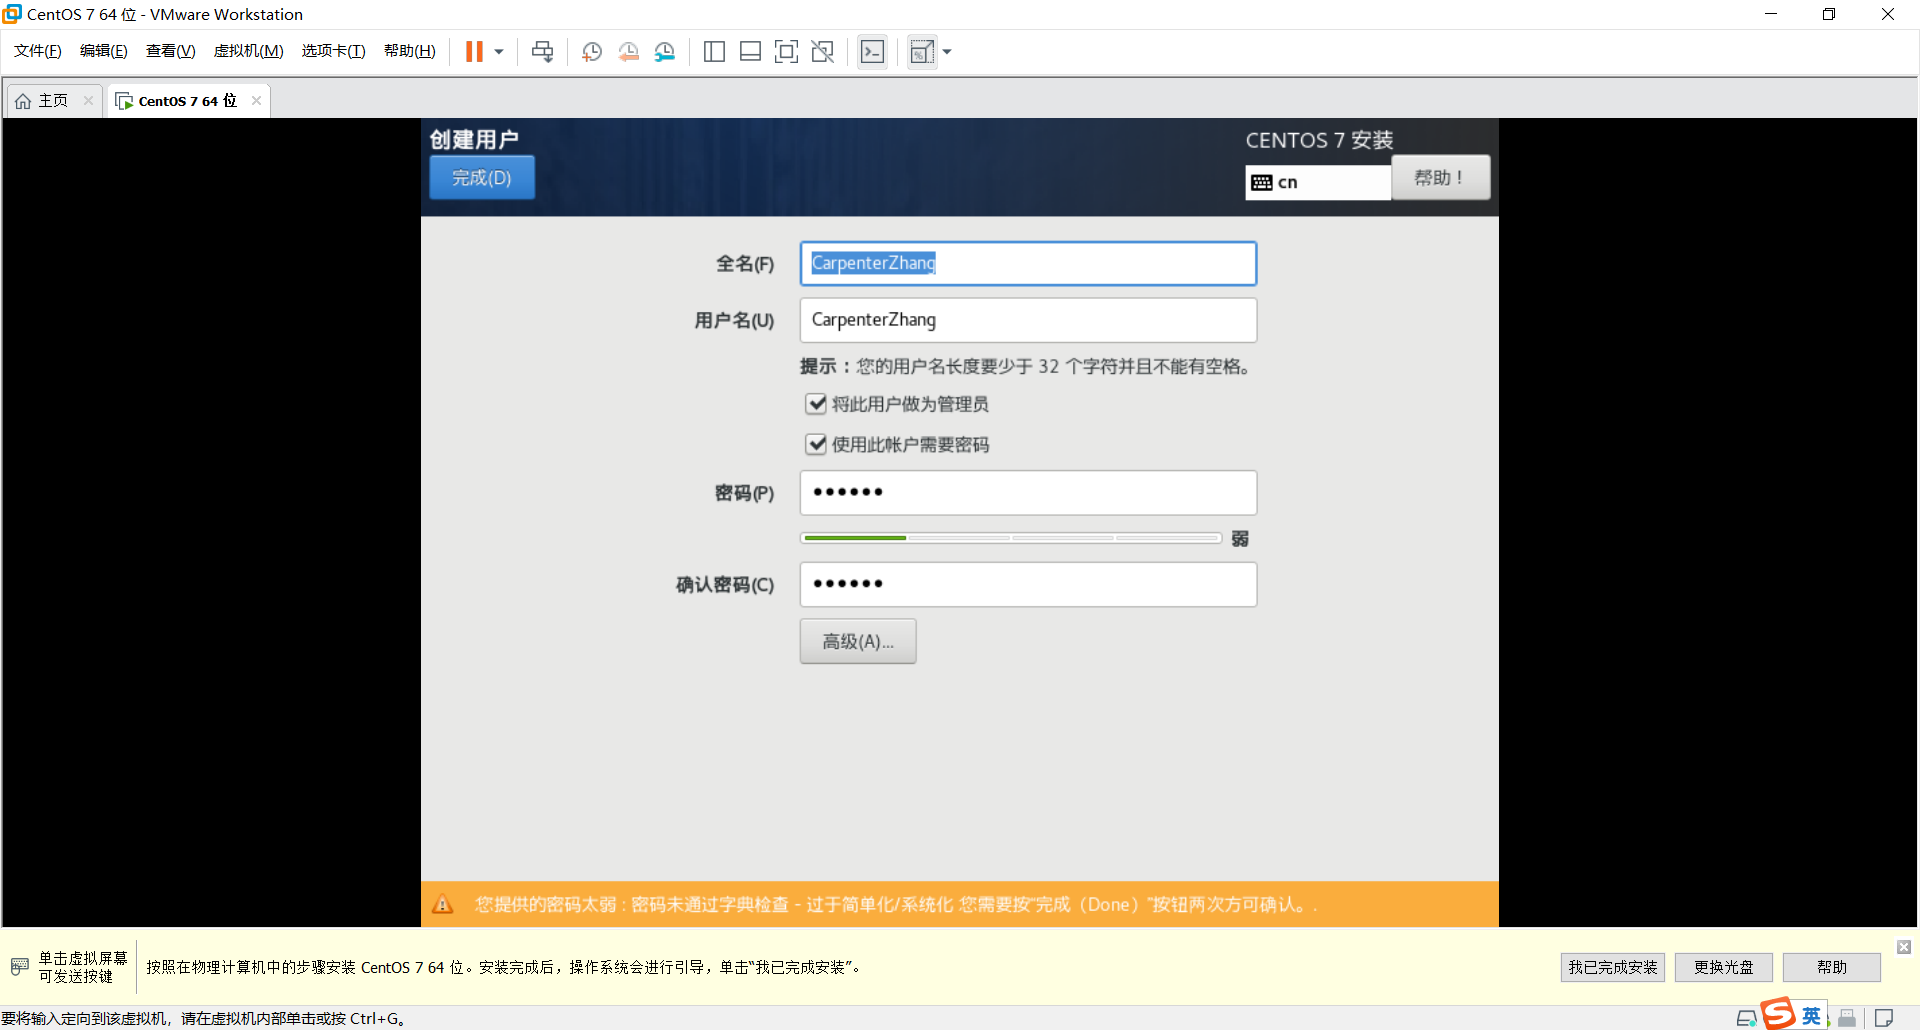 CentOS 7 64 位 - VMware Workstation
文件(F) 编辑(E) 查看(V) 虚拟机(M) 选项卡(T) 帮助(H)
主页 CentOS 7 64 位
创建用户
CENTOS 7 安装
完成(D)
cn
帮助！
全名(F) CarpenterZhang
用户名(U) CarpenterZhang
提示：您的用户名长度要少于 32 个字符并且不能有空格。
将此用户做为管理员
使用此帐户需要密码
密码(P) ●●●●●●
弱
确认密码(C) ●●●●●●
高级(A)...
您提供的密码太弱 : 密码未通过字典检查 - 过于简单化/系统化 您需要按"完成（Done）"按钮两次方可确认。.
单击虚拟屏幕
可发送按键
按照在物理计算机中的步骤安装 CentOS 7 64 位。安装完成后，操作系统会进行引导，单击“我已完成安装”。
我已完成安装 更换光盘 帮助
要将输入定向到该虚拟机，请在虚拟机内部单击或按 Ctrl+G。
英